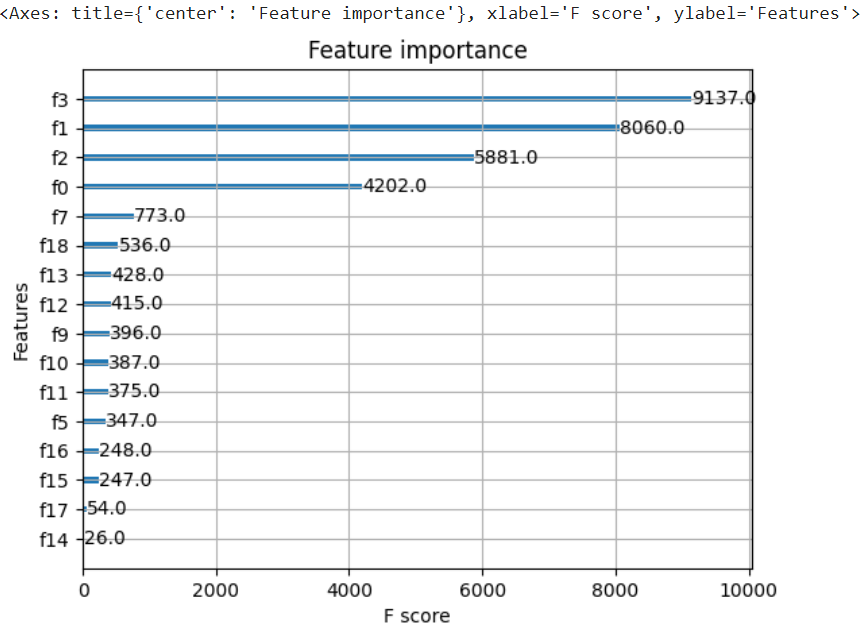 <Axes: title={'center': 'Feature importance'}, xlabel='F score', ylabel='Features'>
Feature importance
f3 9137.0
f1 8060.0
f2 5881.0
f0 4202.0
f7 773.0
f18 536.0
f13 428.0
f12 415.0
f9 396.0
f10 387.0
f11 375.0
f5 347.0
f16 248.0
f15 247.0
f17 54.0
f14 26.0
Features
0 2000 4000 6000 8000 10000
F score